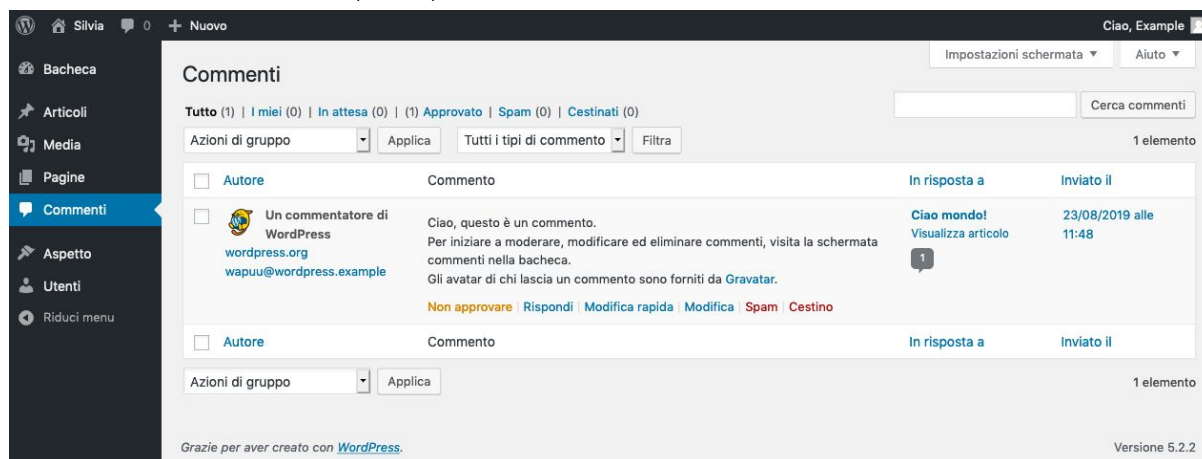 Silvia 0 + Nuovo Ciao, Example
Bacheca
Articoli
Media
Pagine
Commenti
Aspetto
Utenti
Riduci menu
Impostazioni schermata ▼ Aiuto ▼
Commenti
Tutto (1) | I miei (0) | In attesa (0) | (1) Approvato | Spam (0) | Cestinati (0)
Cerca commenti
Azioni di gruppo Applica Tutti i tipi di commento Filtra 1 elemento
Autore Commento In risposta a Inviato il
Un commentatore di
WordPress
wordpress.org
wapuu@wordpress.example
Ciao, questo è un commento.
Per iniziare a moderare, modificare ed eliminare commenti, visita la schermata
commenti nella bacheca.
Gli avatar di chi lascia un commento sono forniti da Gravatar.
Non approvare | Rispondi | Modifica rapida | Modifica | Spam | Cestino
Ciao mondo!
Visualizza articolo
1
23/08/2019 alle
11:48
Autore Commento In risposta a Inviato il
Azioni di gruppo Applica 1 elemento
Grazie per aver creato con WordPress. Versione 5.2.2